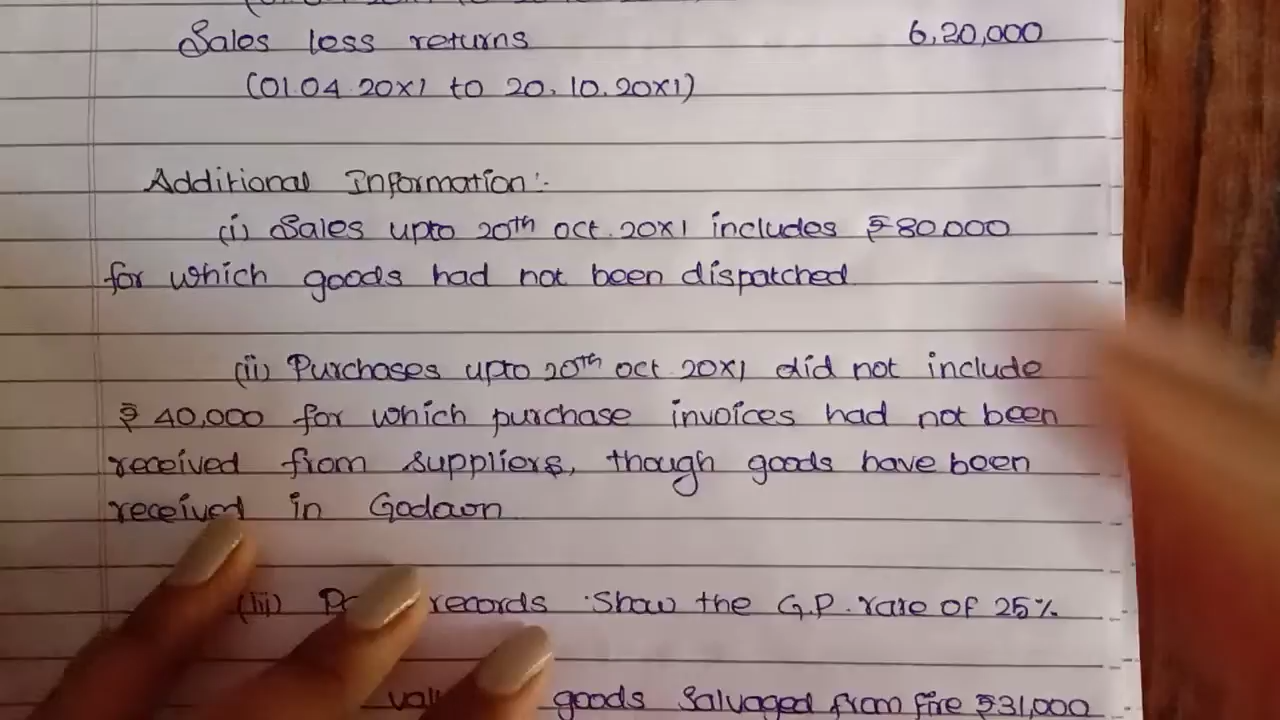 Sales less returns 6,20,000
(01.04.20x1 to 20.10.20x1)
Additional Information:-
(i) Sales upto 20th oct. 20x1 includes ₹80,000
for which goods had not been dispatched
(ii) Purchases upto 20th oct. 20x1 did not include
₹ 40,000 for which purchase invoices had not been
received from suppliers, though goods have been
received in Godaon
(iii) records show the G.P. rate of 25%
goods salvaged from fire ₹31,000